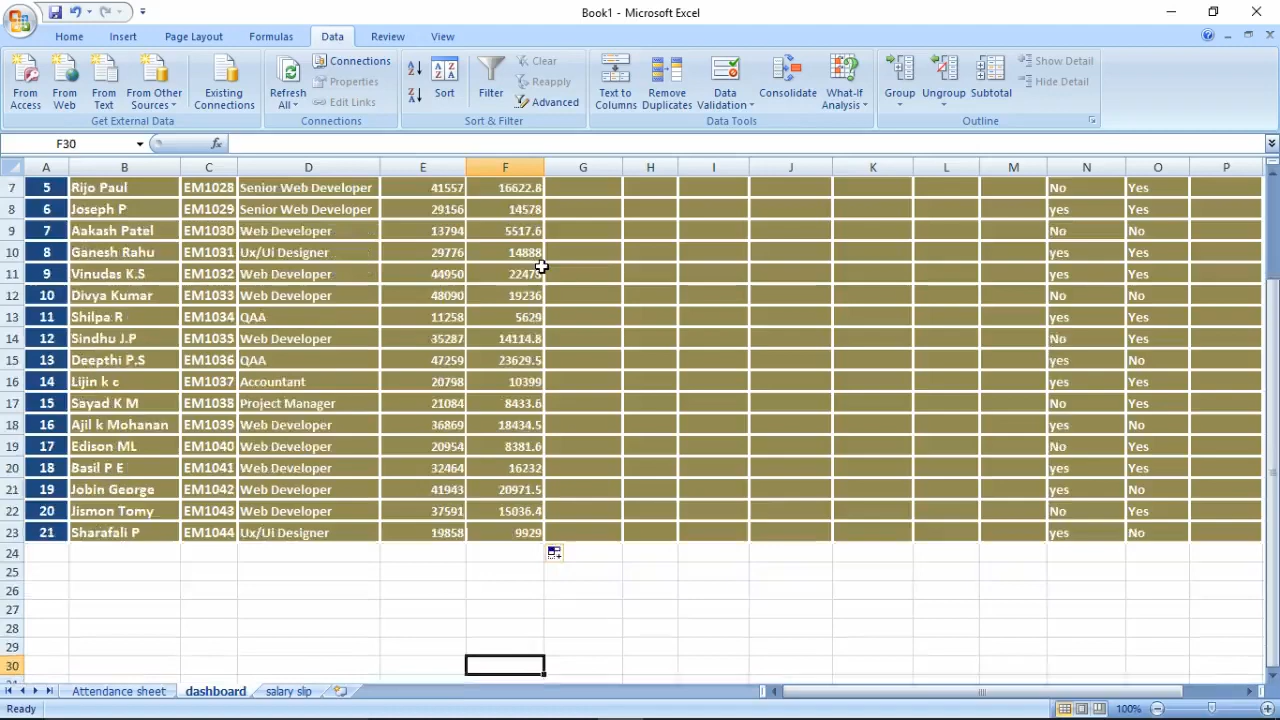 Book1 - Microsoft Excel
Home Insert Page Layout Formulas Data Review View
From Access
From Web
From Text
From Other Sources
Existing Connections
Get External Data
Refresh All
Connections
Properties
Edit Links
Connections
Sort
Filter
Clear
Reapply
Advanced
Sort & Filter
Text to Columns
Remove Duplicates
Data Validation
Consolidate
What-If Analysis
Data Tools
Group
Ungroup
Subtotal
Show Detail
Hide Detail
Outline
F30 fx
A B C D E F G H I J K L M N O P
7 5 Rijo Paul EM1028 Senior Web Developer 41557 16622.8 No Yes
8 6 Joseph P EM1029 Senior Web Developer 29156 14578 yes Yes
9 7 Aakash Patel EM1030 Web Developer 13794 5517.6 No No
10 8 Ganesh Rahu EM1031 Ux/Ui Designer 29776 14888 yes Yes
11 9 Vinudas K.S EM1032 Web Developer 44950 22475 yes Yes
12 10 Divya Kumar EM1033 Web Developer 48090 19236 No No
13 11 Shilpa R EM1034 QAA 11258 5629 yes Yes
14 12 Sindhu J.P EM1035 Web Developer 35287 14114.8 No Yes
15 13 Deepthi P.S EM1036 QAA 47259 23629.5 yes No
16 14 Lijin k c EM1037 Accountant 20798 10399 yes Yes
17 15 Sayad K M EM1038 Project Manager 21084 8433.6 No Yes
18 16 Ajil k Mohanan EM1039 Web Developer 36869 18434.5 yes No
19 17 Edison ML EM1040 Web Developer 20954 8381.6 No Yes
20 18 Basil P E EM1041 Web Developer 32464 16232 yes Yes
21 19 Jobin George EM1042 Web Developer 41943 20971.5 yes No
22 20 Jismon Tomy EM1043 Web Developer 37591 15036.4 No Yes
23 21 Sharafali P EM1044 Ux/Ui Designer 19858 9929 yes No
24
25
26
27
28
29
30
Attendance sheet dashboard salary slip
Ready 100%